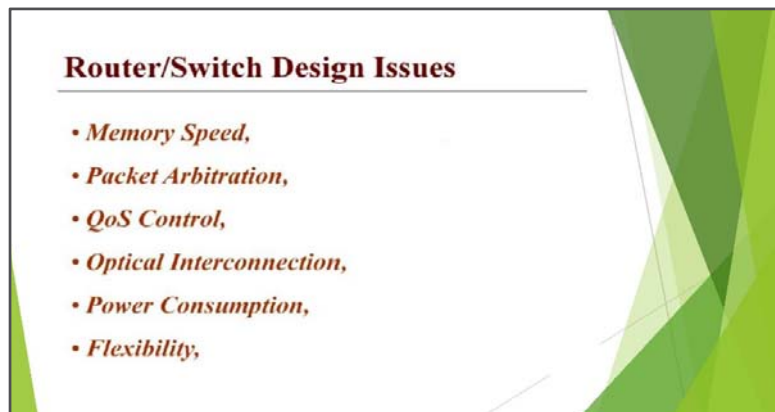 Router/Switch Design Issues
• Memory Speed,
• Packet Arbitration,
• QoS Control,
• Optical Interconnection,
• Power Consumption,
• Flexibility,